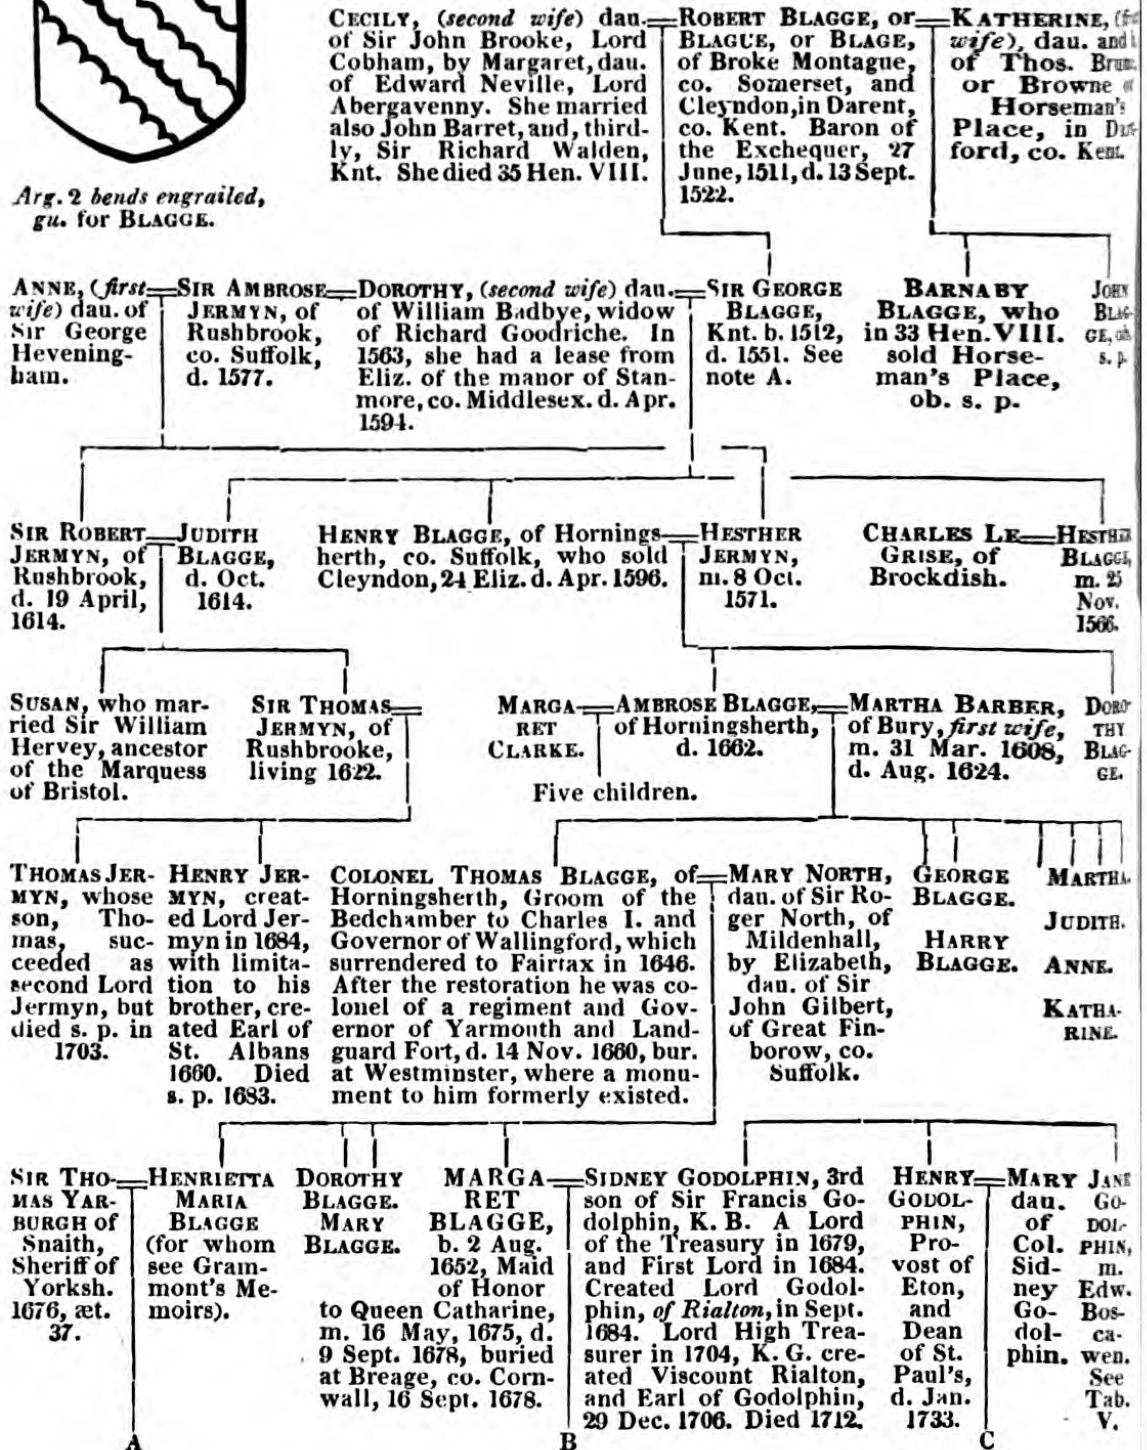 CECILY, (second wife) dau.
of Sir John Brooke, Lord
Cobham, by Margaret, dau.
of Edward Neville, Lord
Abergavenny. She married
also John Barret, and, third-
ly, Sir Richard Walden,
Knt. She died 35 Hen. VIII.
ROBERT BLAGGE, or
BLAGUE, or BLAGE,
of Broke Montague,
co. Somerset, and
Cleyndon, in Darent,
co. Kent. Baron of
the Exchequer, 27
June, 1511, d. 13 Sept.
1522.
KATHERINE,
wife), dau. and
of Thos.
or Browne
Horseman's
Place, in
ford, co. Kent.
Arg. 2 bends engrailed,
gu. for BLAGGE.
ANNE, (first
wife) dau. of
Sir George
Hevening-
ham.
SIR AMBROSE
JERMYN, of
Rushbrook,
co. Suffolk,
d. 1577.
DOROTHY, (second wife) dau.
of William Badbye, widow
of Richard Goodriche. In
1563, she had a lease from
Eliz. of the manor of Stan-
more, co. Middlesex. d. Apr.
1594.
SIR GEORGE
BLAGGE,
Knt. b. 1512,
d. 1551. See
note A.
BARNABY
BLAGGE, who
in 33 Hen. VIII.
sold Horse-
man's Place,
ob. s. p.
JOHN
BLAG-
GE, ob.
s. p.
SIR ROBERT
JERMYN, of
Rushbrook,
d. 19 April,
1614.
JUDITH
BLAGGE,
d. Oct.
1614.
HENRY BLAGGE, of Hornings-
herth, co. Suffolk, who sold
Cleyndon, 24 Eliz. d. Apr. 1596.
HESTHER
JERMYN,
m. 8 Oct.
1571.
CHARLES LE
GRISE, of
Brockdish.
HESTHER
BLAGGE,
m. 25
Nov.
1566.
SUSAN, who mar-
ried Sir William
Hervey, ancestor
of the Marquess
of Bristol.
SIR THOMAS
JERMYN, of
Rushbrooke,
living 1622.
MARGA-
RET
CLARKE.
AMBROSE BLAGGE,
of Horningsherth,
d. 1662.
Five children.
MARTHA BARBER,
of Bury, first wife,
m. 31 Mar. 1608,
d. Aug. 1624.
DORO-
THY
BLAG-
GE.
THOMAS JER-
MYN, whose
son, Tho-
mas, suc-
ceeded as
second Lord
Jermyn, but
died s. p. in
1703.
HENRY JER-
MYN, creat-
ed Lord Jer-
myn in 1684,
with limita-
tion to his
brother, cre-
ated Earl of
St. Albans
1660. Died
s. p. 1683.
COLONEL THOMAS BLAGGE, of
Horningsherth, Groom of the
Bedchamber to Charles I. and
Governor of Wallingford, which
surrendered to Fairfax in 1646.
After the restoration he was co-
lonel of a regiment and Gov-
ernor of Yarmouth and Land-
guard Fort, d. 14 Nov. 1660, bur.
at Westminster, where a monu-
ment to him formerly existed.
MARY NORTH,
dau. of Sir Ro-
ger North, of
Mildenhall,
by Elizabeth,
dau. of Sir
John Gilbert,
of Great Fin-
borow, co.
Suffolk.
GEORGE
BLAGGE.
HARRY
BLAGGE.
MARTHA.
JUDITH.
ANNE.
KATHA-
RINE.
SIR THO-
MAS YAR-
BURGH of
Snaith,
Sheriff of
Yorksh.
1676, æt.
37.
HENRIETTA
MARIA
BLAGGE
(for whom
see Gram-
mont's Me-
moirs).
DOROTHY
BLAGGE.
MARY
BLAGGE.
MARGA-
RET
BLAGGE,
b. 2 Aug.
1652, Maid
of Honor
to Queen Catharine,
m. 16 May, 1675, d.
9 Sept. 1678, buried
at Breage, co. Corn-
wall, 16 Sept. 1678.
SIDNEY GODOLPHIN, 3rd
son of Sir Francis Go-
dolphin, K. B. A Lord
of the Treasury in 1679,
and First Lord in 1684.
Created Lord Godol-
phin, of Rialton, in Sept.
1684. Lord High Trea-
surer in 1704, K. G. cre-
ated Viscount Rialton,
and Earl of Godolphin,
29 Dec. 1706. Died 1712.
HENRY
GODOL-
PHIN,
Pro-
vost of
Eton,
and
Dean
of St.
Paul's,
d. Jan.
1733.
MARY
dau.
of
Col.
Sid-
ney
Go-
dol-
phin.
JANE
GO-
DOL-
PHIN,
m.
Edw.
Bos-
ca-
wen.
See
Tab.
V.
A
B
C